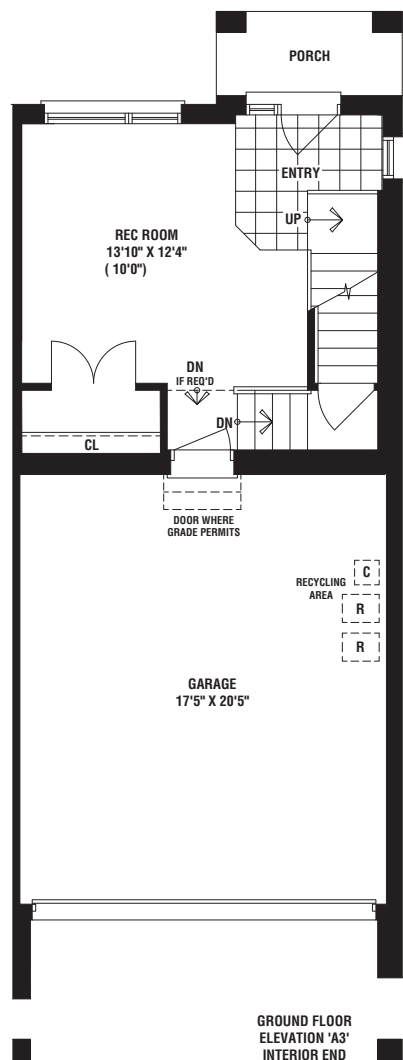 PORCH
ENTRY
UP
REC ROOM
13'10" X 12'4"
( 10'0")
DN
IF REQ'D
DN
CL
DOOR WHERE
GRADE PERMITS
C
RECYCLING
AREA
R
R
GARAGE
17'5" X 20'5"
GROUND FLOOR
ELEVATION 'A3'
INTERIOR END